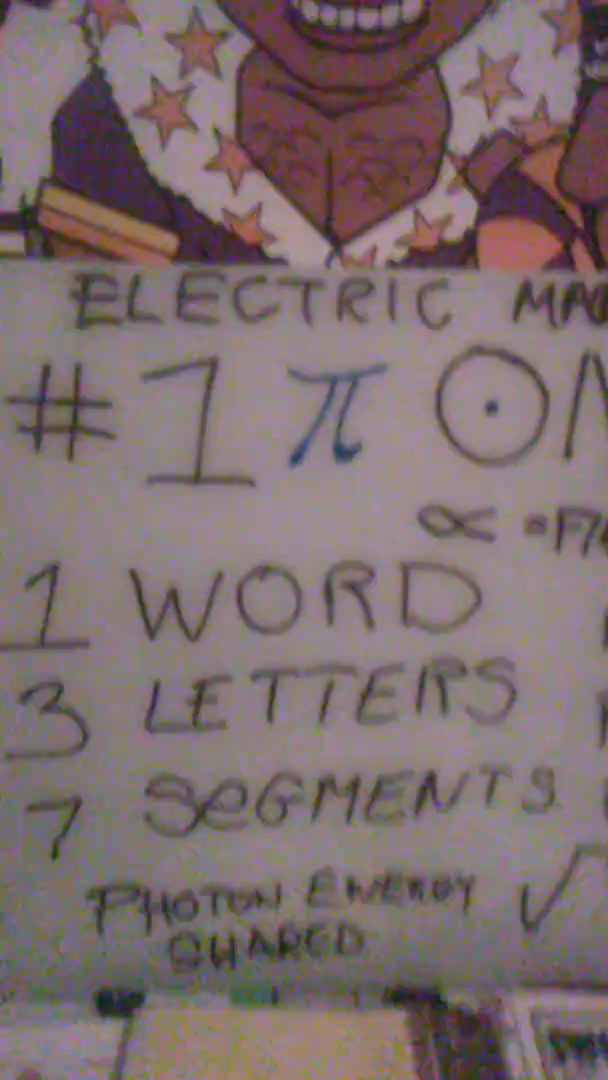 ELECTRIC
#1 π
1 WORD
3 LETTERS
7 SEGMENTS
PHOTON ENERGY √
SHARED